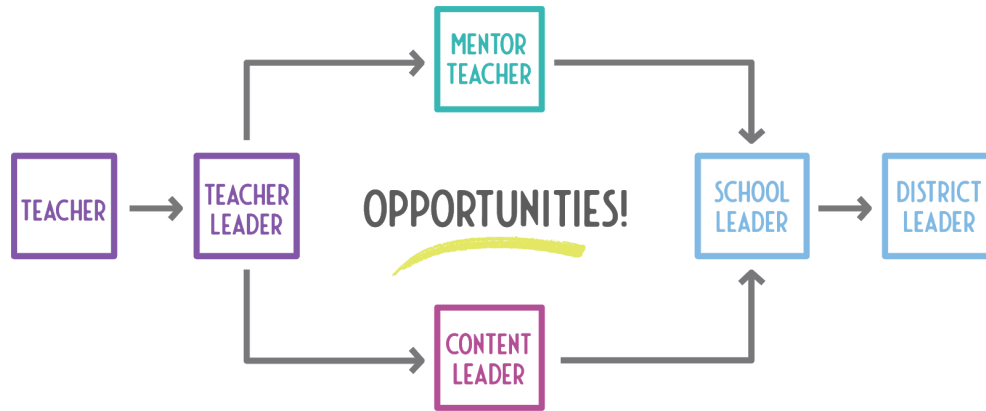 MENTOR
TEACHER
TEACHER
TEACHER
LEADER
OPPORTUNITIES!
SCHOOL
LEADER
DISTRICT
LEADER
CONTENT
LEADER